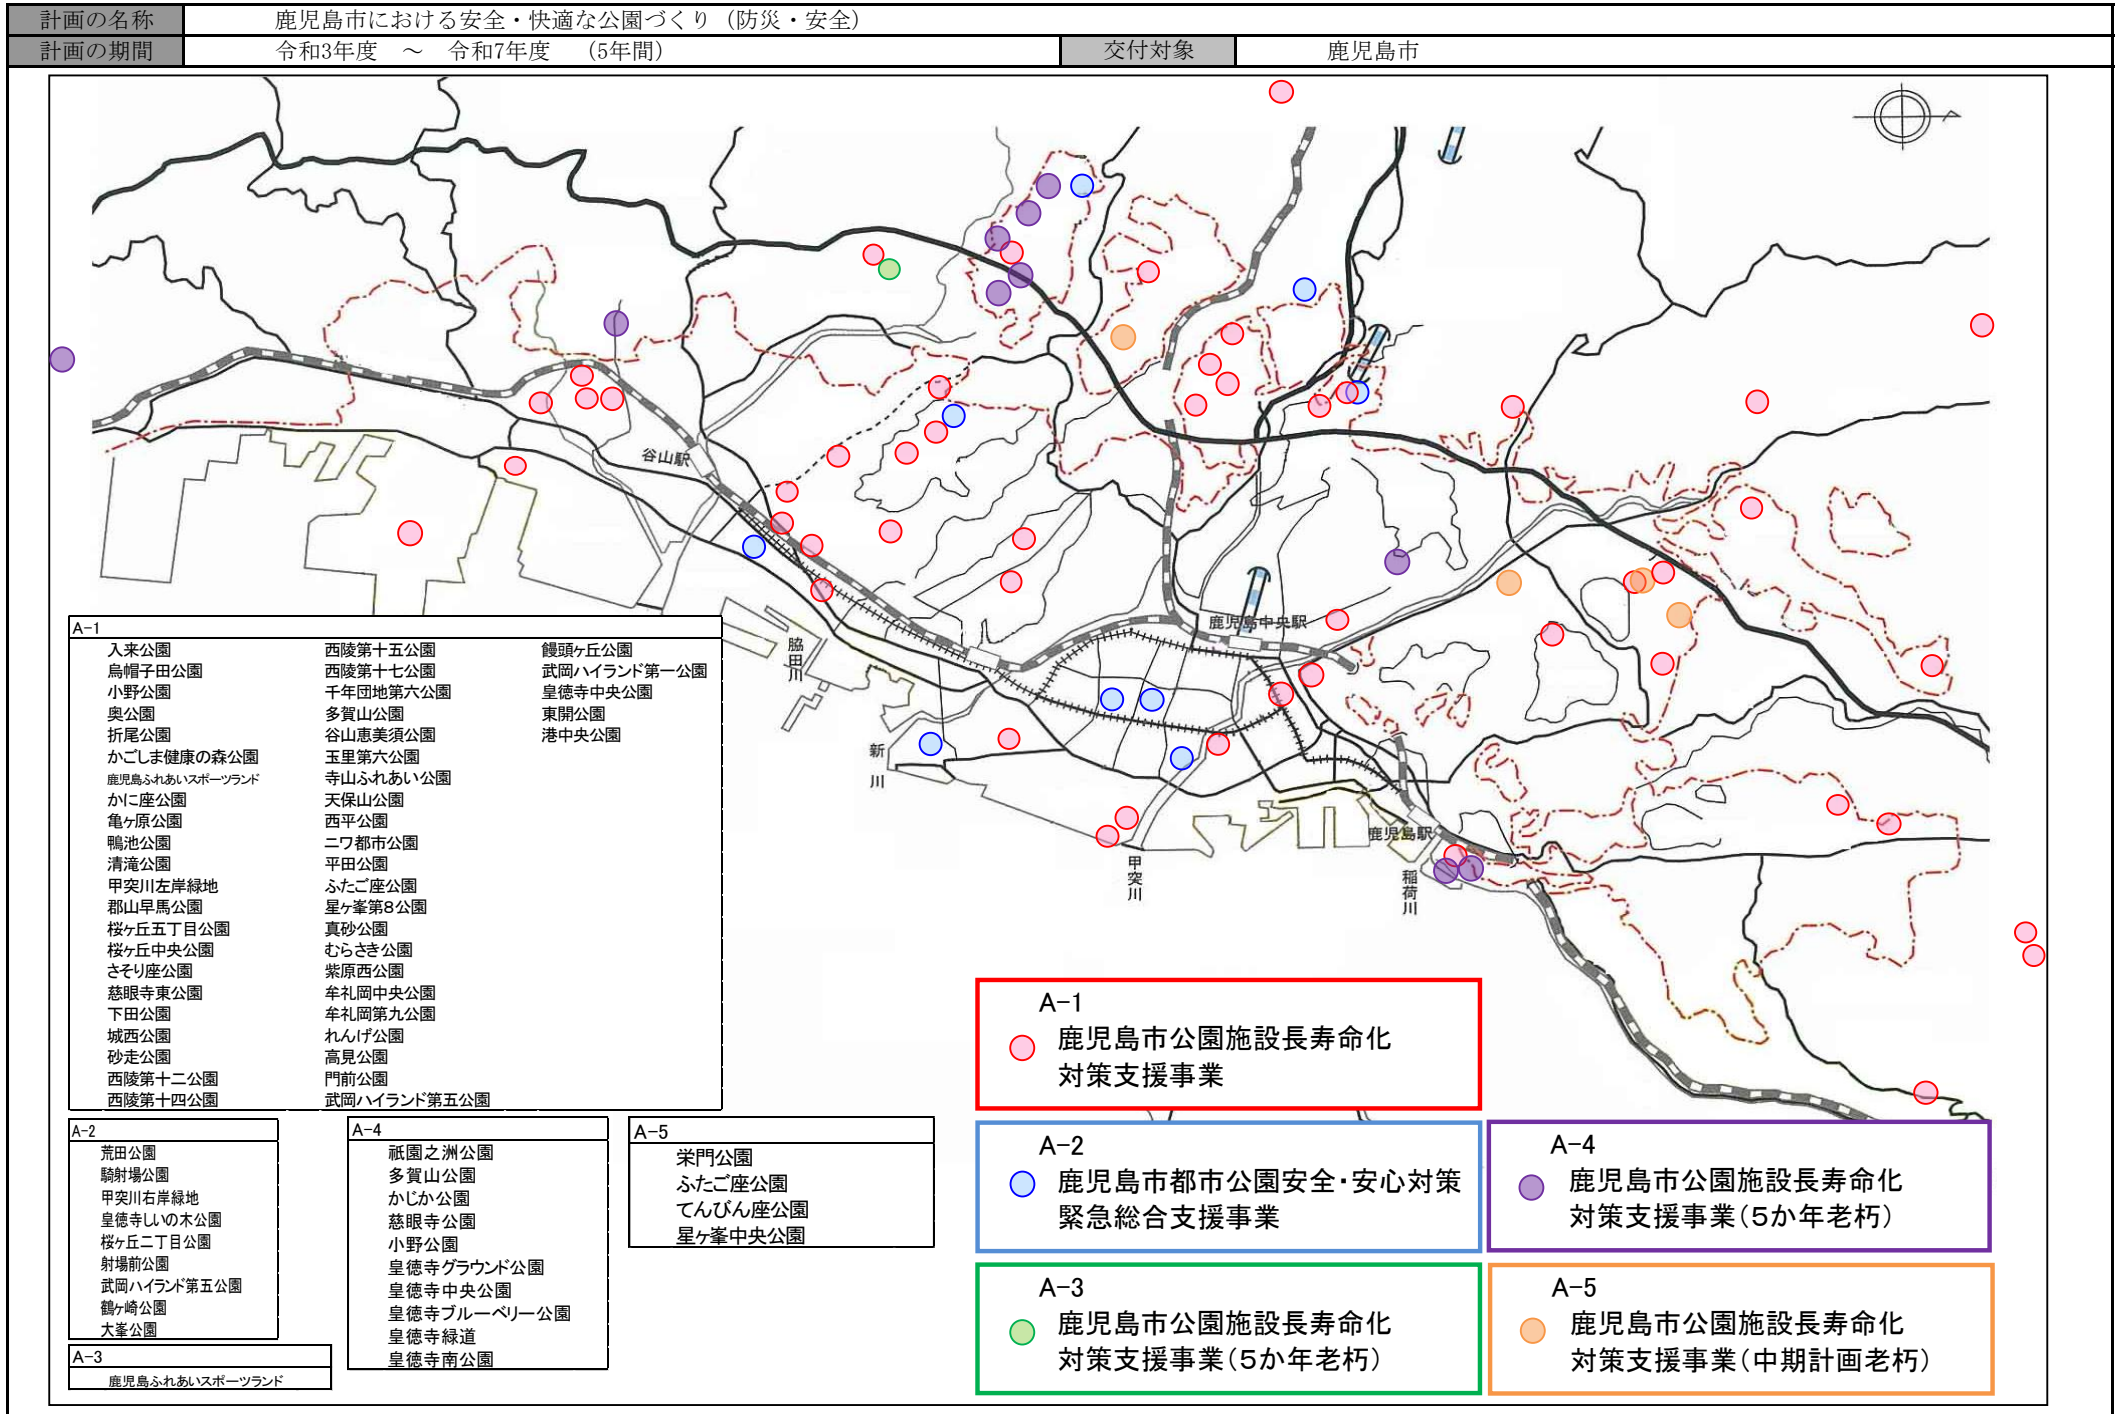 計画の名称 鹿児島市における安全・快適な公園づくり（防災・安全）
計画の期間 令和3年度 ～ 令和7年度 （5年間） 交付対象 鹿児島市
谷山駅
鹿児島中央駅
脇田川
新川
甲突川
鹿児島駅
稲荷川
A-1
入来公園 西陵第十五公園 饅頭ヶ丘公園
烏帽子田公園 西陵第十七公園 武岡ハイランド第一公園
小野公園 千年団地第六公園 皇徳寺中央公園
奥公園 多賀山公園 東開公園
折尾公園 谷山恵美須公園 港中央公園
かごしま健康の森公園 玉里第六公園
鹿児島ふれあいスポーツランド 寺山ふれあい公園
かに座公園 天保山公園
亀ヶ原公園 西平公園
鴨池公園 ニワ都市公園
清滝公園 平田公園
甲突川左岸緑地 ふたご座公園
郡山早馬公園 星ヶ峯第8公園
桜ヶ丘五丁目公園 真砂公園
桜ヶ丘中央公園 むらさき公園
さそり座公園 紫原西公園
慈眼寺東公園 牟礼岡中央公園
下田公園 牟礼岡第九公園
城西公園 れんげ公園
砂走公園 高見公園
西陵第十二公園 門前公園
西陵第十四公園 武岡ハイランド第五公園
A-2
荒田公園
騎射場公園
甲突川右岸緑地
皇徳寺しいの木公園
桜ヶ丘二丁目公園
射場前公園
武岡ハイランド第五公園
鶴ヶ崎公園
大峯公園
A-3
鹿児島ふれあいスポーツランド
A-4
祇園之洲公園
多賀山公園
かじか公園
慈眼寺公園
小野公園
皇徳寺グラウンド公園
皇徳寺中央公園
皇徳寺ブルーベリー公園
皇徳寺緑道
皇徳寺南公園
A-5
栄門公園
ふたご座公園
てんびん座公園
星ヶ峯中央公園
A-1
鹿児島市公園施設長寿命化
対策支援事業
A-2
鹿児島市都市公園安全・安心対策
緊急総合支援事業
A-3
鹿児島市公園施設長寿命化
対策支援事業（5か年老朽）
A-4
鹿児島市公園施設長寿命化
対策支援事業（5か年老朽）
A-5
鹿児島市公園施設長寿命化
対策支援事業（中期計画老朽）